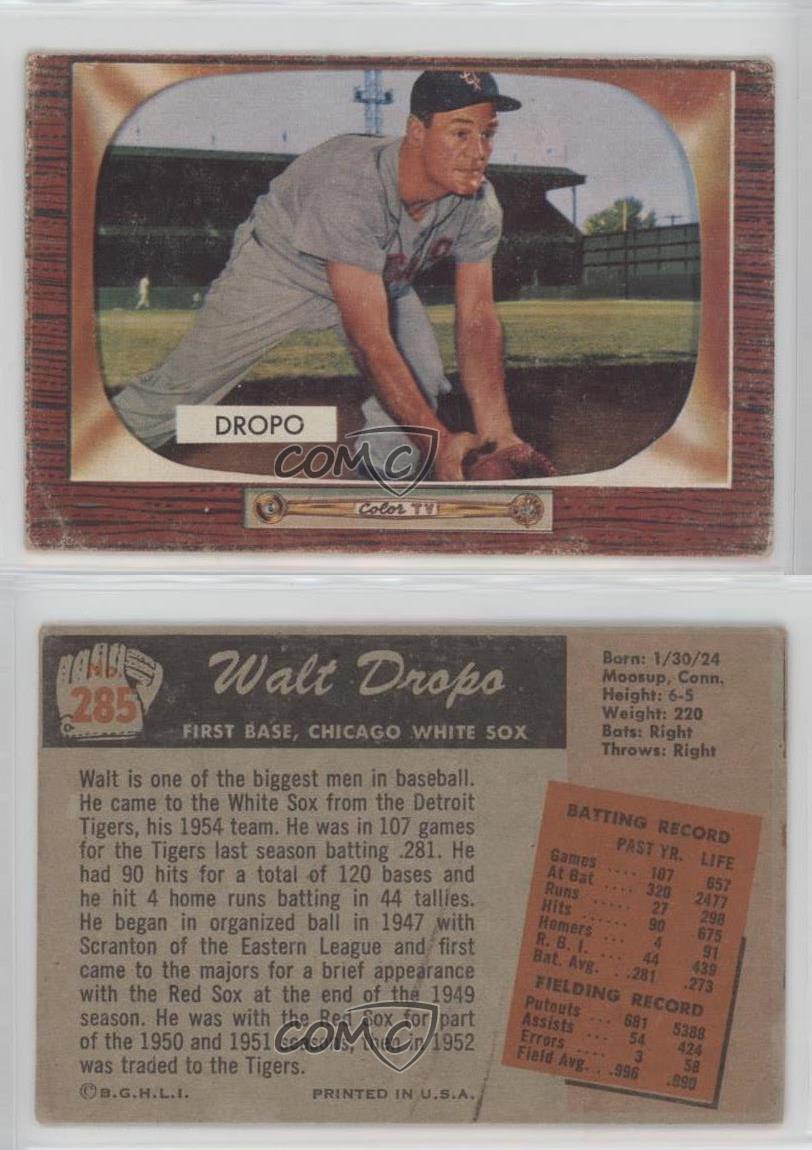 DROPO
COMC
Color TV
No.
285
Walt Dropo
FIRST BASE, CHICAGO WHITE SOX
Born: 1/30/24
Moosup, Conn.
Height: 6-5
Weight: 220
Bats: Right
Throws: Right
Walt is one of the biggest men in baseball.
He came to the White Sox from the Detroit
Tigers, his 1954 team. He was in 107 games
for the Tigers last season batting .281. He
had 90 hits for a total of 120 bases and
he hit 4 home runs batting in 44 tallies.
He began in organized ball in 1947 with
Scranton of the Eastern League and first
came to the majors for a brief appearance
with the Red Sox at the end of the 1949
season. He was with the Red Sox for part
of the 1950 and 1951 seasons, then in 1952
was traded to the Tigers.
COMC
BATTING RECORD
PAST YR. LIFE
Games .... 107 657
At Bat .... 320 2477
Runs ..... 27 298
Hits ...... 90 675
Homers ... 4 91
R. B. I. ... 44 439
Bat. Avg. . .281 .273
FIELDING RECORD
Putouts ... 681 5388
Assists ... 54 424
Errors .... 3 58
Field Avg. . .996 .990
©B.G.H.L.I.
PRINTED IN U.S.A.